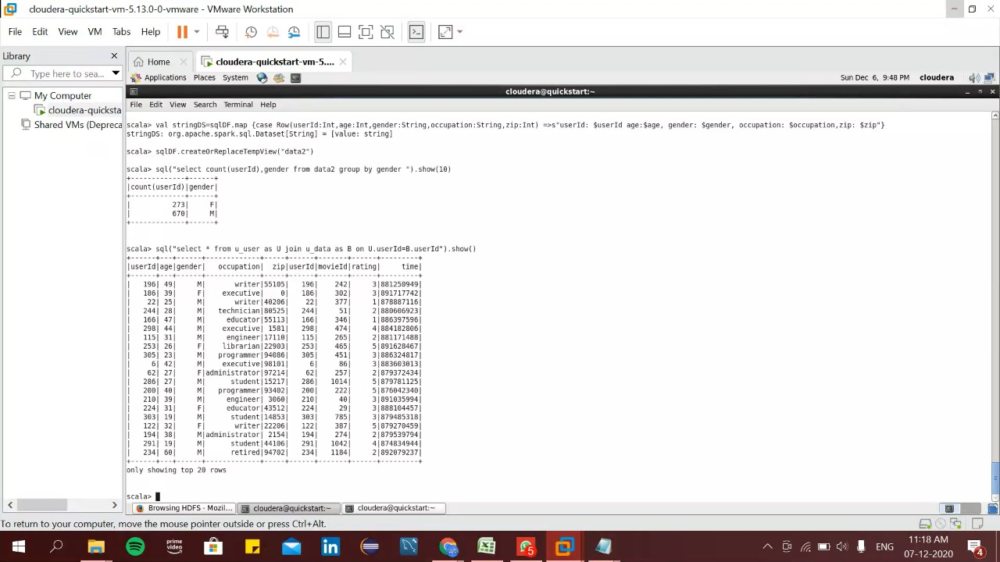 cloudera-quickstart-vm-5.13.0-0-vmware - VMware Workstation
File Edit View VM Tabs Help
Library
Type here to sea...
My Computer
cloudera-quicksta
Shared VMs (Depreca
Home
cloudera-quickstart-vm-5....
Applications Places System
Sun Dec 6, 9:48 PM cloudera
cloudera@quickstart:~
File Edit View Search Terminal Help
scala> val stringDS=sqlDF.map {case Row(userId:Int,age:Int,gender:String,occupation:String,zip:Int) =>s"userId: $userId age:$age, gender: $gender, occupation: $occupation,zip: $zip"}
stringDS: org.apache.spark.sql.Dataset[String] = [value: string]
scala> sqlDF.createOrReplaceTempView("data2")
scala> sql("select count(userId),gender from data2 group by gender ").show(10)
+-------------+------+
|count(userId)|gender|
+-------------+------+
|          273|     F|
|          670|     M|
+-------------+------+
scala> sql("select * from u_user as U join u_data as B on U.userId=B.userId").show()
+------+---+------+-------------+-----+------+-------+------+---------+
|userId|age|gender|   occupation|  zip|userId|movieId|rating|     time|
+------+---+------+-------------+-----+------+-------+------+---------+
|   196| 49|     M|       writer|55105|   196|    242|     3|881250949|
|   186| 39|     F|    executive|    0|   186|    302|     3|891717742|
|    22| 25|     M|       writer|40206|    22|    377|     1|878887116|
|   244| 28|     M|   technician|80525|   244|     51|     2|880606923|
|   166| 47|     M|     educator|55113|   166|    346|     1|886397596|
|   298| 44|     M|    executive| 1581|   298|    474|     4|884182806|
|   115| 31|     M|     engineer|17110|   115|    265|     2|881171488|
|   253| 26|     F|    librarian|22903|   253|    465|     5|891628467|
|   305| 23|     M|   programmer|94086|   305|    451|     3|886324817|
|     6| 42|     M|    executive|98101|     6|     86|     3|883603013|
|    62| 27|     F|administrator|97214|    62|    257|     2|879372434|
|   286| 27|     M|      student|15217|   286|   1014|     5|879781125|
|   200| 40|     M|   programmer|93402|   200|    222|     5|876042340|
|   210| 39|     M|     engineer| 3060|   210|     40|     3|891035994|
|   224| 31|     F|     educator|43512|   224|     29|     3|888104457|
|   303| 19|     M|      student|14853|   303|    785|     3|879485318|
|   122| 32|     F|       writer|22206|   122|    387|     5|879270459|
|   194| 38|     M|administrator| 2154|   194|    274|     2|879539794|
|   291| 19|     M|      student|44106|   291|   1042|     4|874834944|
|   234| 60|     M|      retired|94702|   234|   1184|     2|892079237|
+------+---+------+-------------+-----+------+-------+------+---------+
only showing top 20 rows
scala>
Browsing HDFS - Mozil... cloudera@quickstart:~ cloudera@quickstart:~
To return to your computer, move the mouse pointer outside or press Ctrl+Alt.
prime
video
5
ENG
11:18 AM
07-12-2020
4